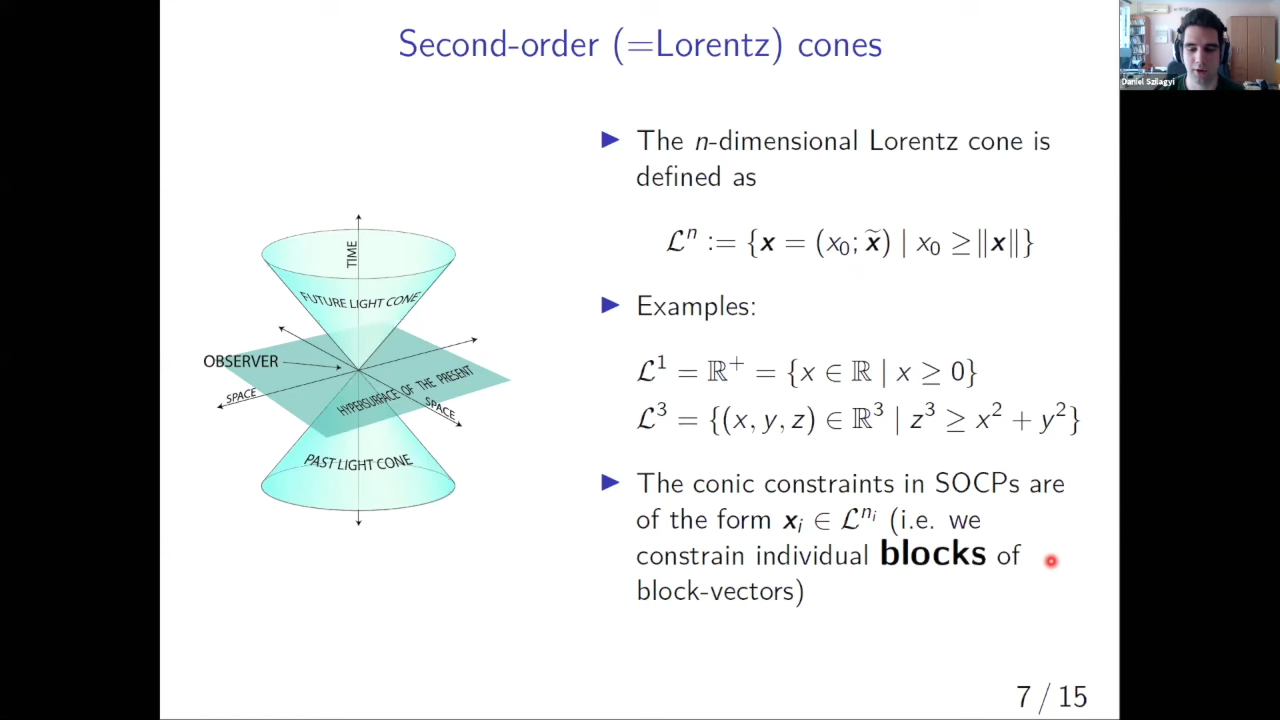 Second-order (=Lorentz) cones
Daniel Szilagyi
▶ The n-dimensional Lorentz cone is
defined as
ℒⁿ := {x = (x₀; x̃) | x₀ ≥ ‖x‖}
▶ Examples:
ℒ¹ = ℝ⁺ = {x ∈ ℝ | x ≥ 0}
ℒ³ = {(x, y, z) ∈ ℝ³ | z³ ≥ x² + y²}
▶ The conic constraints in SOCPs are
of the form xᵢ ∈ ℒⁿⁱ (i.e. we
constrain individual blocks of
block-vectors)
TIME
FUTURE LIGHT CONE
OBSERVER
SPACE
HYPERSURFACE OF THE PRESENT
SPACE
PAST LIGHT CONE
7 / 15